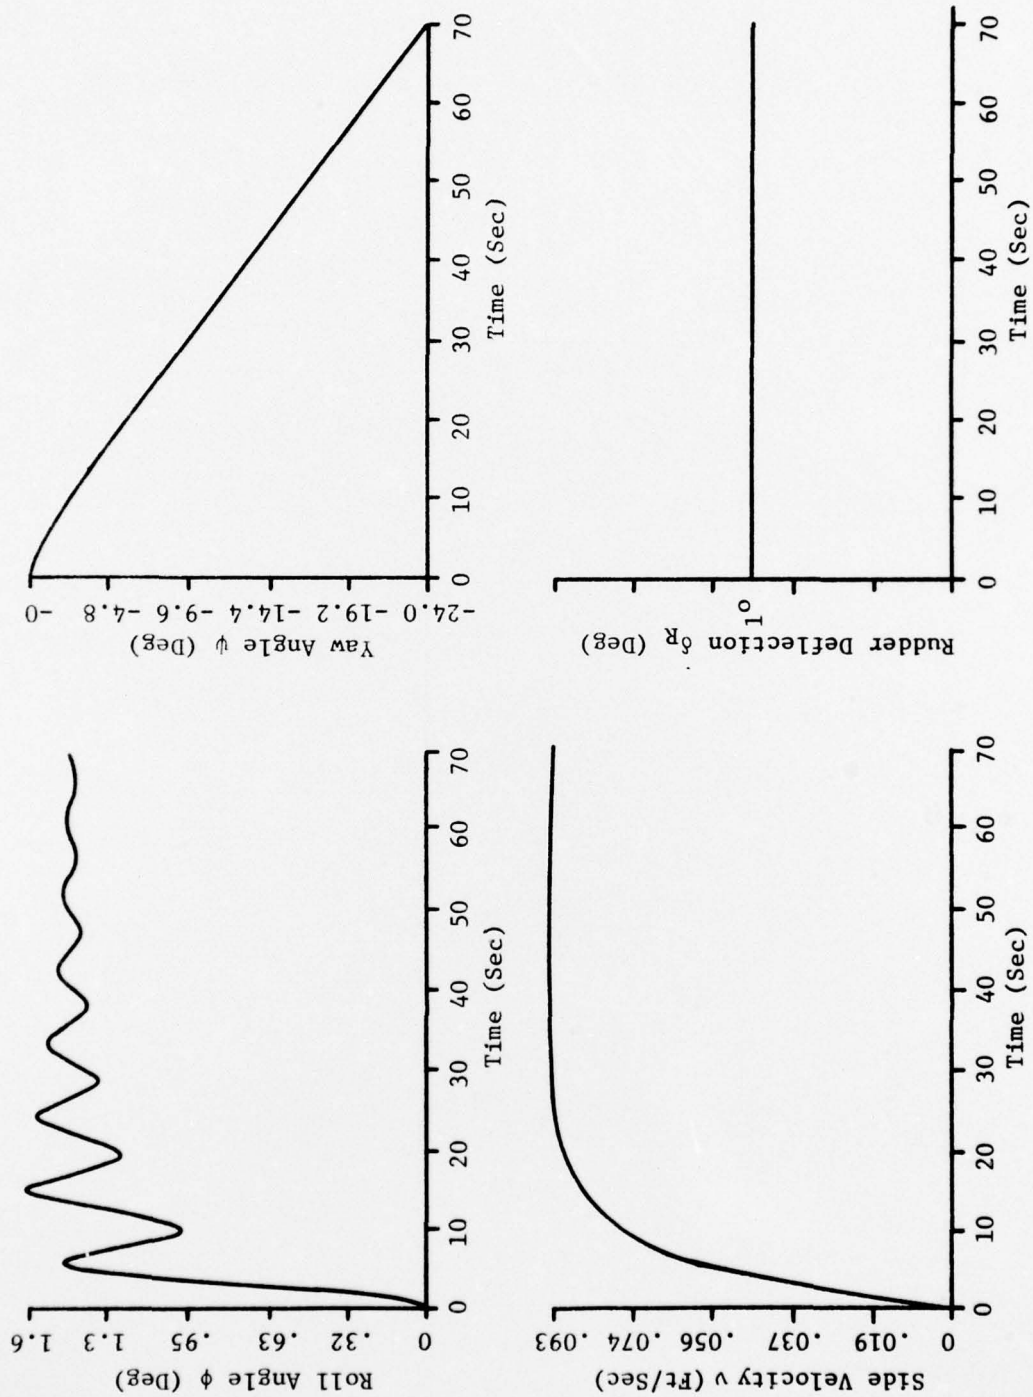 Roll Angle φ (Deg)
1.6
1.3
.95
.63
.32
0
0 10 20 30 40 50 60 70
Time (Sec)
Yaw Angle ψ (Deg)
-0
-4.8
-9.6
-14.4
-19.2
-24.0
0 10 20 30 40 50 60 70
Time (Sec)
Side Velocity v (Ft/Sec)
.093
.074
.056
.037
.019
0
0 10 20 30 40 50 60 70
Time (Sec)
Rudder Deflection δR (Deg)
1°
0 10 20 30 40 50 60 70
Time (Sec)